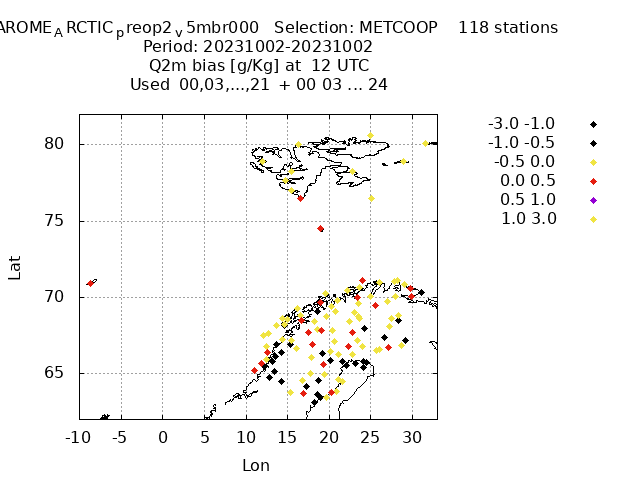 AROME A RCTIC p reop2 v 5mbr000 Selection: METCOOP 118 stations
Period: 20231002-20231002
Q2m bias [g/Kg] at 12 UTC
Used 00,03,...,21 + 00 03 ... 24
-3.0 -1.0
-1.0 -0.5
-0.5 0.0
0.0 0.5
0.5 1.0
1.0 3.0
80
75
70
65
Lat
-10 -5 0 5 10 15 20 25 30
Lon